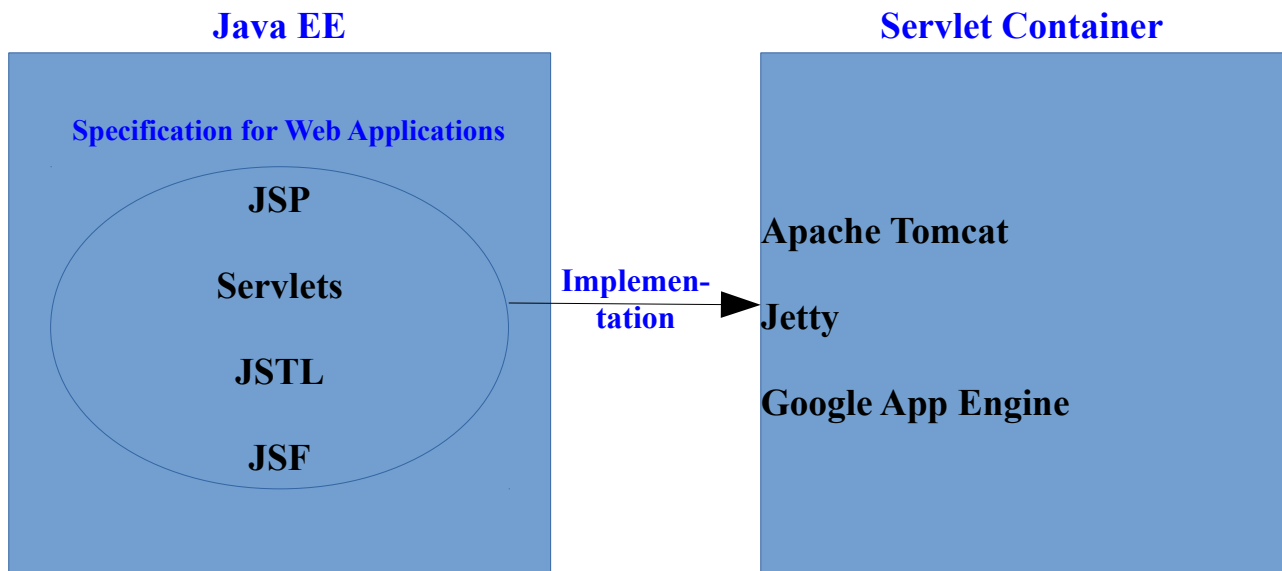 Java EE
Servlet Container
Specification for Web Applications
JSP
Servlets
JSTL
JSF
Implemen-
tation
Apache Tomcat
Jetty
Google App Engine